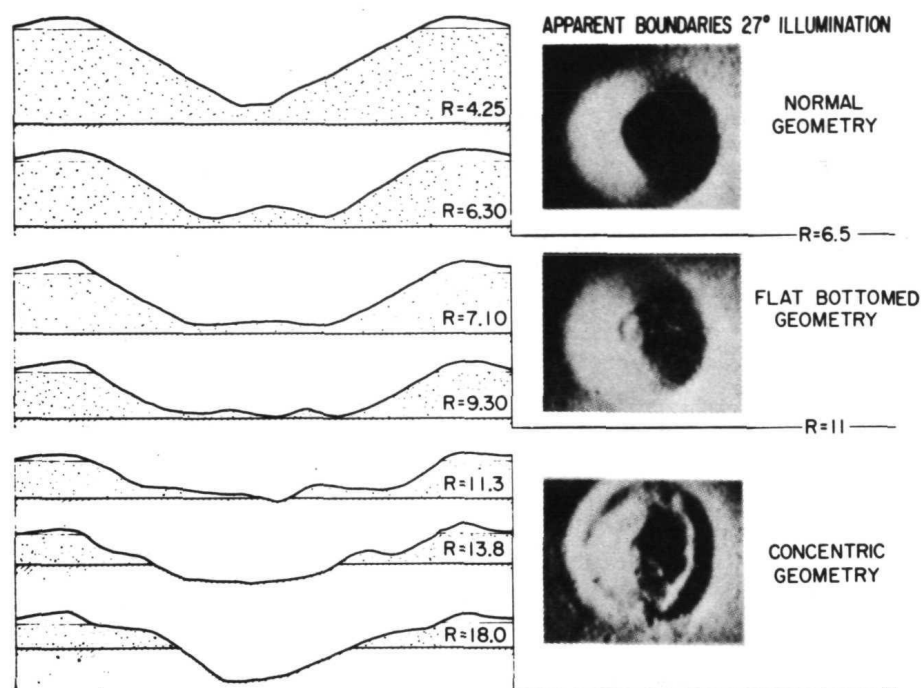 APPARENT BOUNDARIES 27° ILLUMINATION
R=4.25
NORMAL
GEOMETRY
R=6.30
R=6.5
R=7.10
FLAT BOTTOMED
GEOMETRY
R=9.30
R=11
R=11.3
R=13.8
CONCENTRIC
GEOMETRY
R=18.0